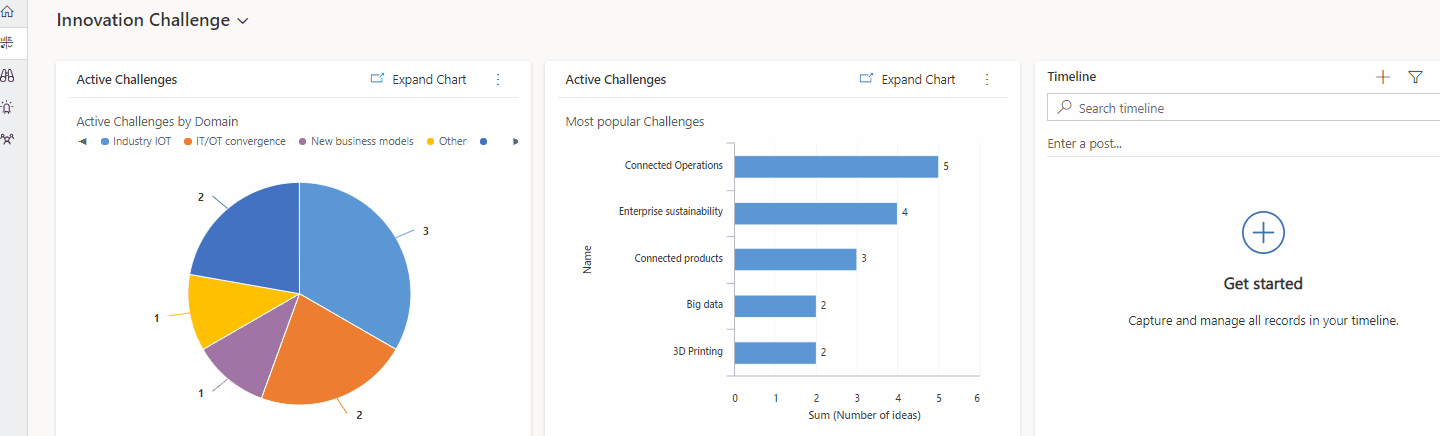 Innovation Challenge
Active Challenges
Expand Chart
Active Challenges by Domain
Industry IOT
IT/OT convergence
New business models
Other
2
3
1
1
2
Active Challenges
Expand Chart
Most popular Challenges
Name
Connected Operations
5
Enterprise sustainability
4
Connected products
3
Big data
2
3D Printing
2
0 1 2 3 4 5 6
Sum (Number of ideas)
Timeline
Search timeline
Enter a post...
Get started
Capture and manage all records in your timeline.